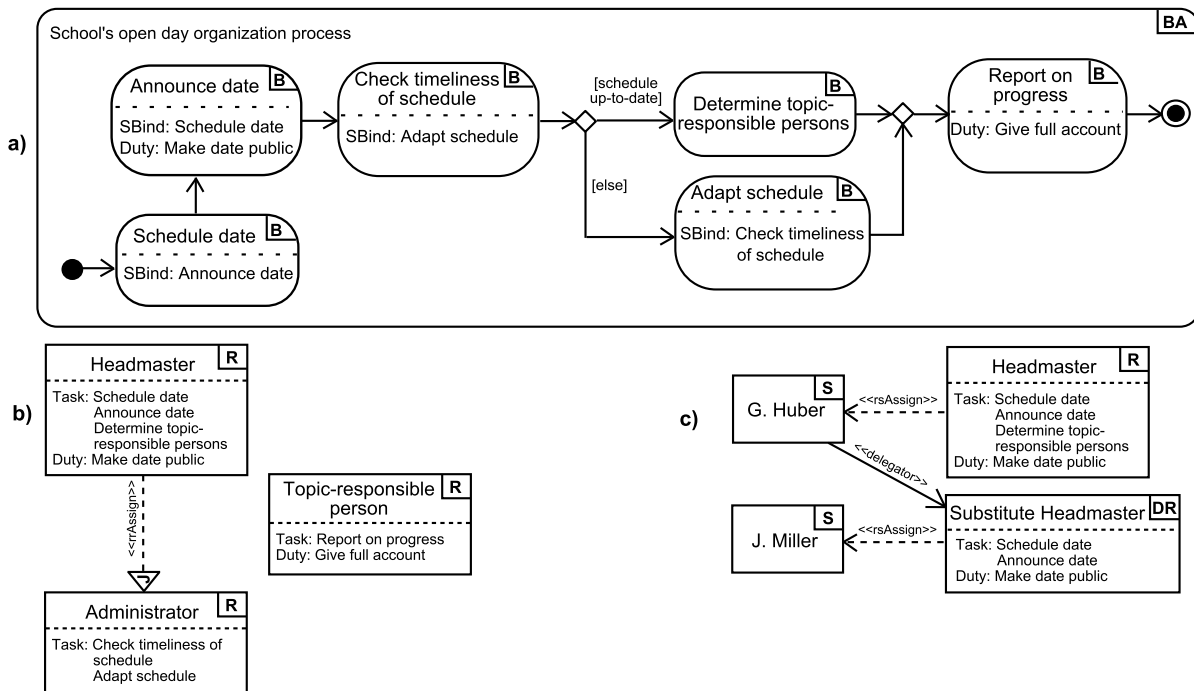 School's open day organization process
BA
a)
Announce date
B
SBind: Schedule date
Duty: Make date public
Check timeliness
of schedule
B
SBind: Adapt schedule
[schedule
up-to-date]
[else]
Determine topic-
responsible persons
B
Report on
progress
B
Duty: Give full account
Adapt schedule
B
SBind: Check timeliness
of schedule
Schedule date
B
SBind: Announce date
b)
Headmaster
R
Task: Schedule date
Announce date
Determine topic-
responsible persons
Duty: Make date public
<<rrAssign>>
J
Topic-responsible
person
R
Task: Report on progress
Duty: Give full account
Administrator
R
Task: Check timeliness of
schedule
Adapt schedule
c)
G. Huber
S
<<rsAssign>>
Headmaster
R
Task: Schedule date
Announce date
Determine topic-
responsible persons
Duty: Make date public
<<delegator>>
J. Miller
S
<<rsAssign>>
Substitute Headmaster
DR
Task: Schedule date
Announce date
Duty: Make date public